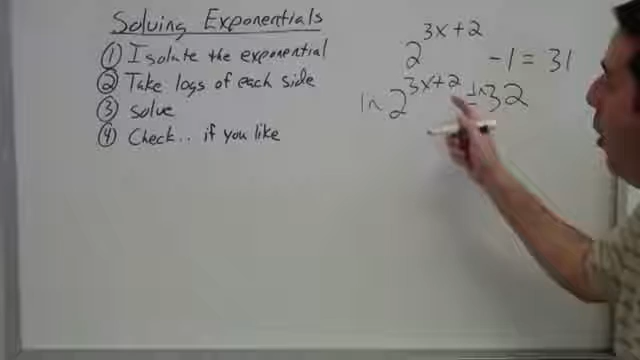 Solving Exponentials
① Isolate the exponential
② Take logs of each side
③ solve
④ Check.. if you like
2^(3x+2) -1 = 31
ln 2^(3x+2) = ln 32